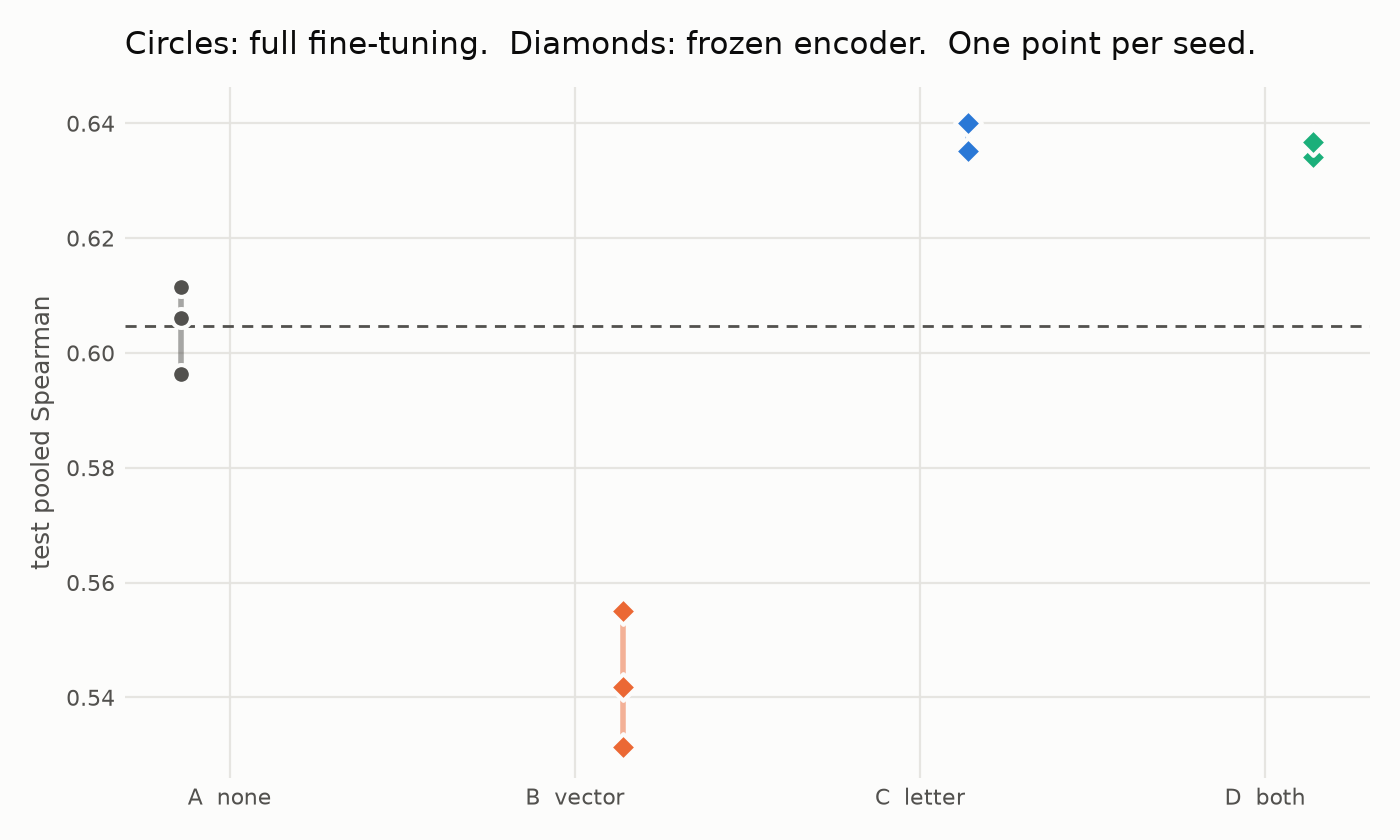 Circles: full fine-tuning.  Diamonds: frozen encoder.  One point per seed.
test pooled Spearman
0.64
0.62
0.60
0.58
0.56
0.54
A  none
B  vector
C  letter
D  both